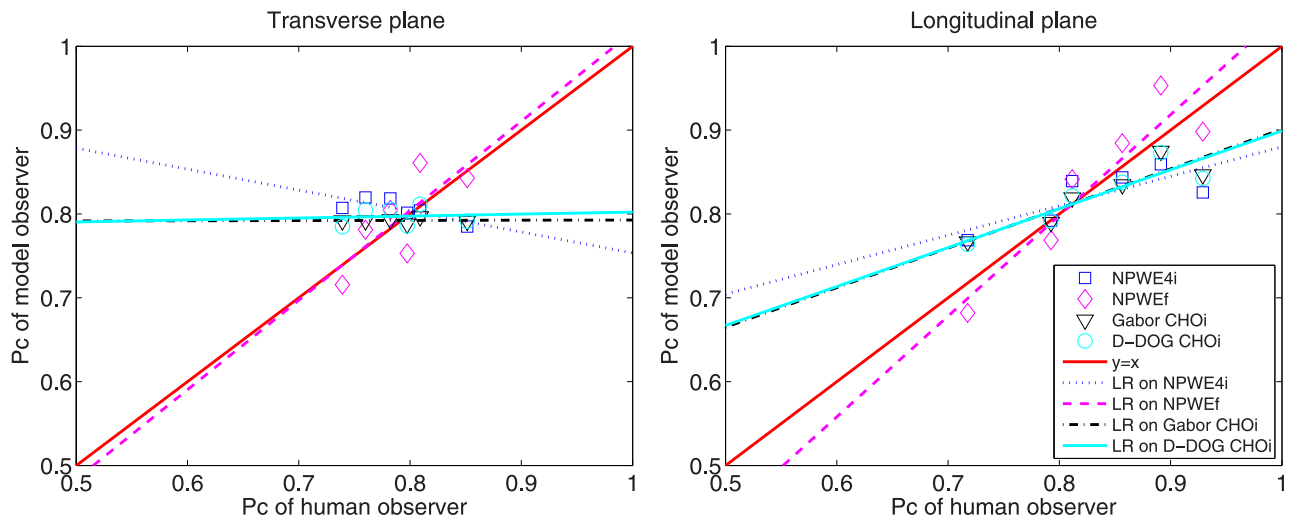 Transverse plane
1
0.9
0.8
0.7
0.6
0.5
Pc of model observer
0.5 0.6 0.7 0.8 0.9 1
Pc of human observer
Longitudinal plane
1
0.9
0.8
0.7
0.6
0.5
Pc of model observer
0.5 0.6 0.7 0.8 0.9 1
Pc of human observer
NPWE4i
NPWEf
Gabor CHOi
D-DOG CHOi
y=x
LR on NPWE4i
LR on NPWEf
LR on Gabor CHOi
LR on D-DOG CHOi